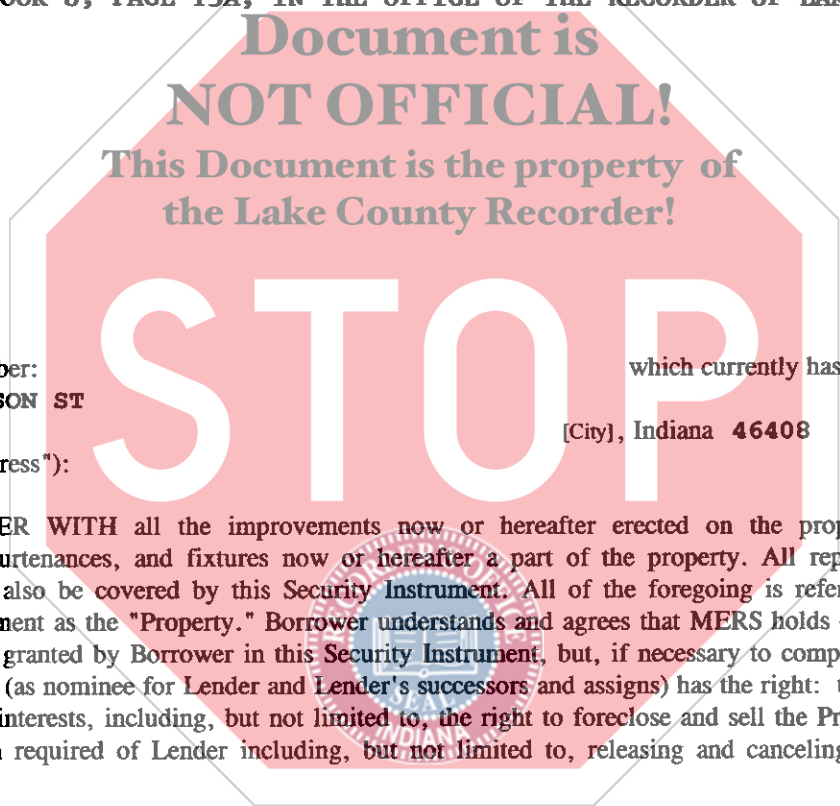 OOK 8, PAGE 15A, IN THE OFFICE OF THE RECORDER OF LAK
Document is
NOT OFFICIAL!
This Document is the property of
the Lake County Recorder!
STOP
ber: which currently has
SON ST
[City], Indiana 46408
ress"):
ER WITH all the improvements now or hereafter erected on the prop
urtenances, and fixtures now or hereafter a part of the property. All rep
also be covered by this Security Instrument. All of the foregoing is refer
ment as the "Property." Borrower understands and agrees that MERS holds
granted by Borrower in this Security Instrument, but, if necessary to comp
(as nominee for Lender and Lender's successors and assigns) has the right:
interests, including, but not limited to, the right to foreclose and sell the Pr
required of Lender including, but not limited to, releasing and canceling
RECORDER'S OFFICE
SEAL
INDIANA